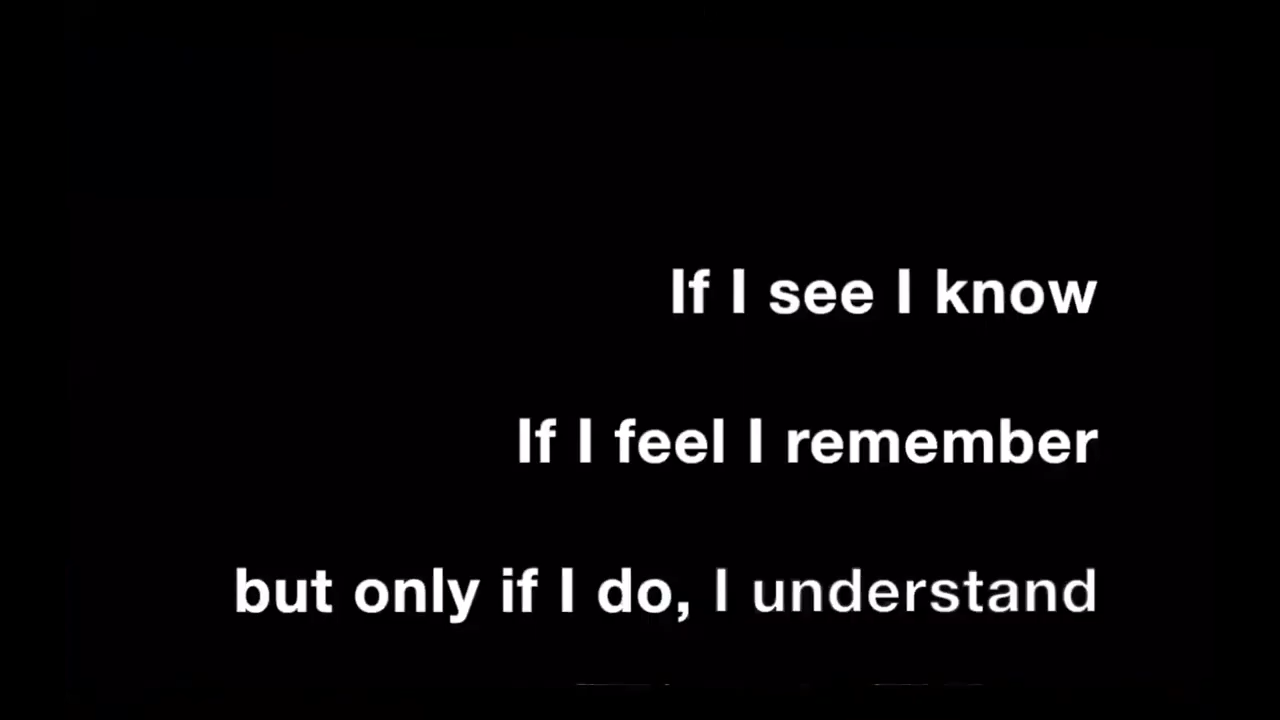 If I see I know
If I feel I remember
but only if I do, I understand